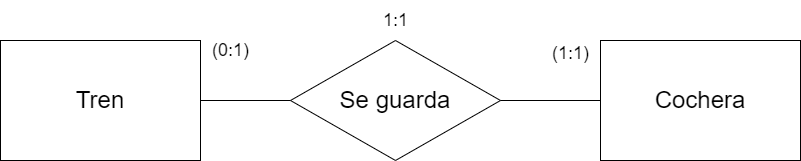 1:1
(0:1)
(1:1)
Tren
Se guarda
Cochera